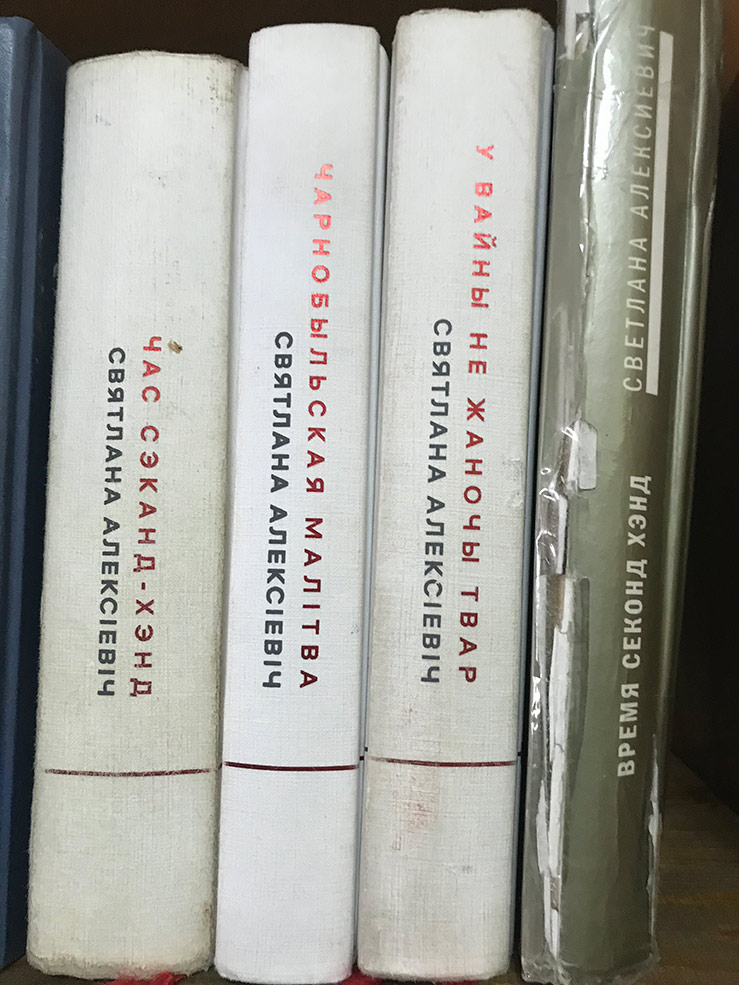 ЧАС СЭКАНД-ХЭНД
СВЯТЛАНА АЛЕКСІЕВІЧ
ЧАРНОБЫЛЬСКАЯ МАЛІТВА
СВЯТЛАНА АЛЕКСІЕВІЧ
У ВАЙНЫ НЕ ЖАНОЧЫ ТВАР
СВЯТЛАНА АЛЕКСІЕВІЧ
СВЕТЛАНА АЛЕКСИЕВИЧ
ВРЕМЯ СЕКОНД ХЭНД